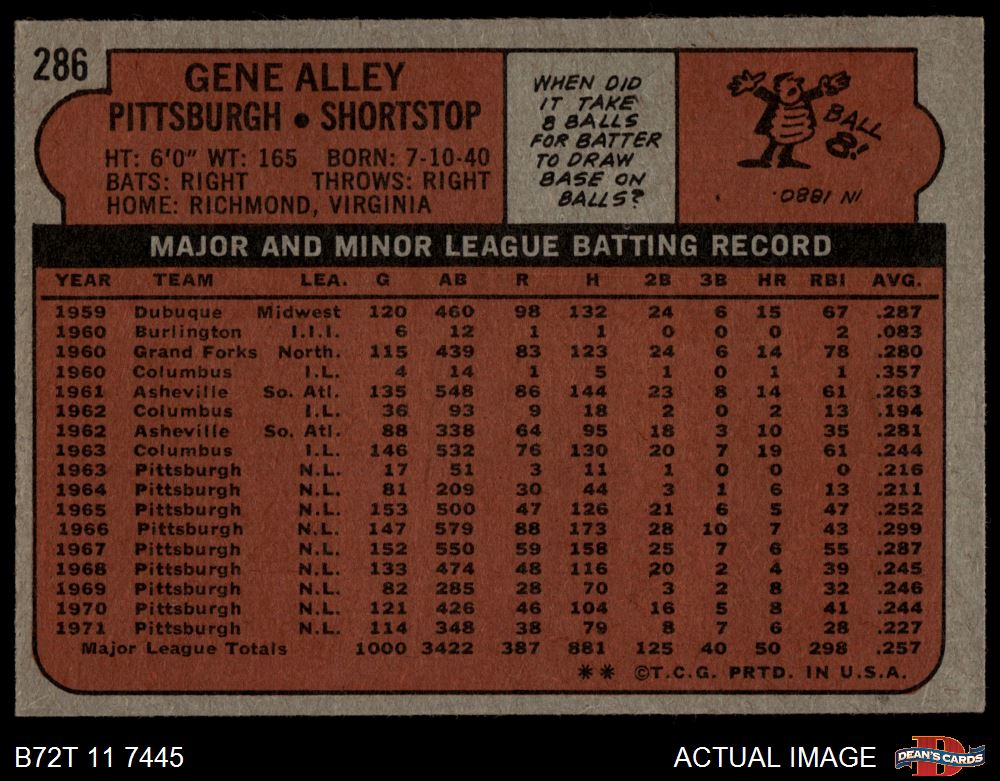 286
GENE ALLEY
PITTSBURGH • SHORTSTOP
HT: 6'0" WT: 165 BORN: 7-10-40
BATS: RIGHT THROWS: RIGHT
HOME: RICHMOND, VIRGINIA
WHEN DID
IT TAKE
8 BALLS
FOR BATTER
TO DRAW
BASE ON
BALLS?
BALL
8!
IN 1880.
MAJOR AND MINOR LEAGUE BATTING RECORD
YEAR TEAM LEA. G AB R H 2B 3B HR RBI AVG.
1959 Dubuque Midwest 120 460 98 132 24 6 15 67 .287
1960 Burlington I.I.I. 6 12 1 1 0 0 0 2 .083
1960 Grand Forks North. 115 439 83 123 24 6 14 78 .280
1960 Columbus I.L. 4 14 1 5 1 0 1 1 .357
1961 Asheville So. Atl. 135 548 86 144 23 8 14 61 .263
1962 Columbus I.L. 36 93 9 18 2 0 2 13 .194
1962 Asheville So. Atl. 88 338 64 95 18 3 10 35 .281
1963 Columbus I.L. 146 532 76 130 20 7 19 61 .244
1963 Pittsburgh N.L. 17 51 3 11 1 0 0 0 .216
1964 Pittsburgh N.L. 81 209 30 44 3 1 6 13 .211
1965 Pittsburgh N.L. 153 500 47 126 21 6 5 47 .252
1966 Pittsburgh N.L. 147 579 88 173 28 10 7 43 .299
1967 Pittsburgh N.L. 152 550 59 158 25 7 6 55 .287
1968 Pittsburgh N.L. 133 474 48 116 20 2 4 39 .245
1969 Pittsburgh N.L. 82 285 28 70 3 2 8 32 .246
1970 Pittsburgh N.L. 121 426 46 104 16 5 8 41 .244
1971 Pittsburgh N.L. 114 348 38 79 8 7 6 28 .227
Major League Totals 1000 3422 387 881 125 40 50 298 .257
** ©T.C.G. PRTD. IN U.S.A.
B72T 11 7445
ACTUAL IMAGE
D
DEAN'S CARDS